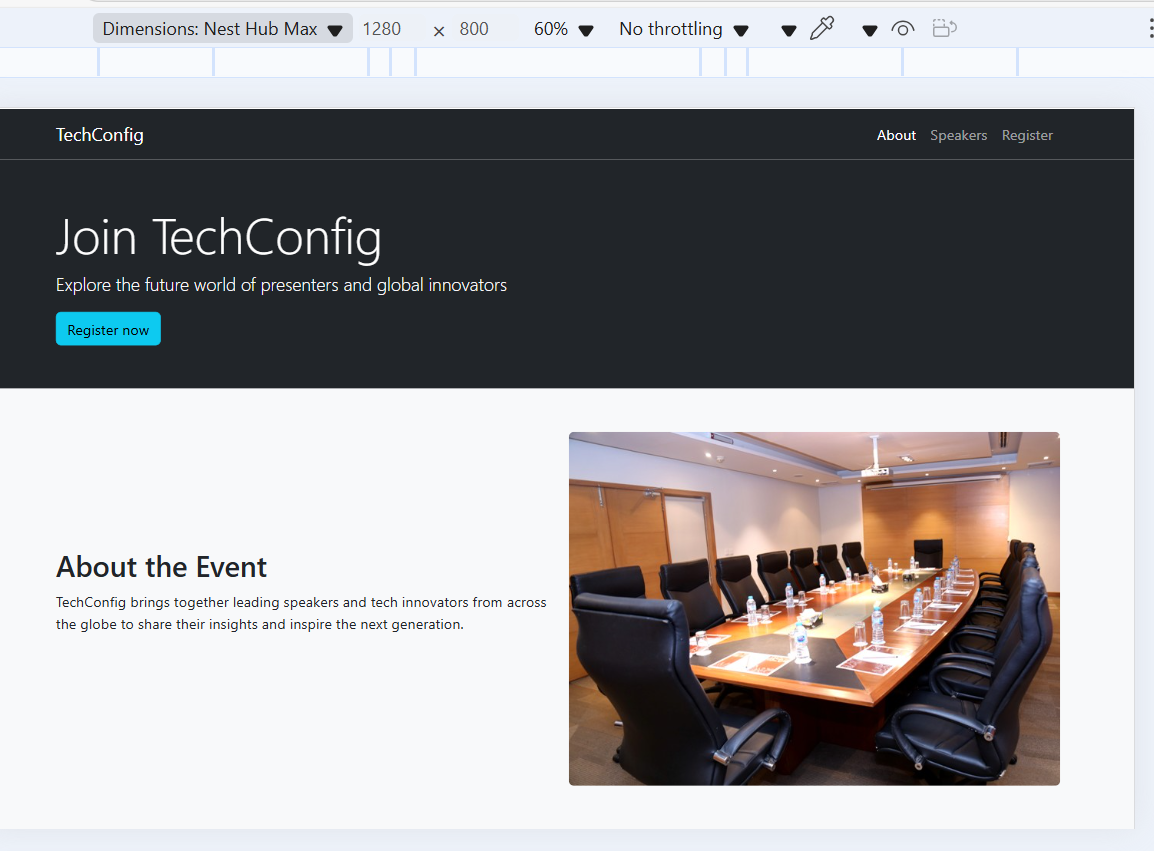 Dimensions: Nest Hub Max 1280 × 800 60% No throttling
TechConfig About Speakers Register
Join TechConfig
Explore the future world of presenters and global innovators
Register now
About the Event
TechConfig brings together leading speakers and tech innovators from across
the globe to share their insights and inspire the next generation.